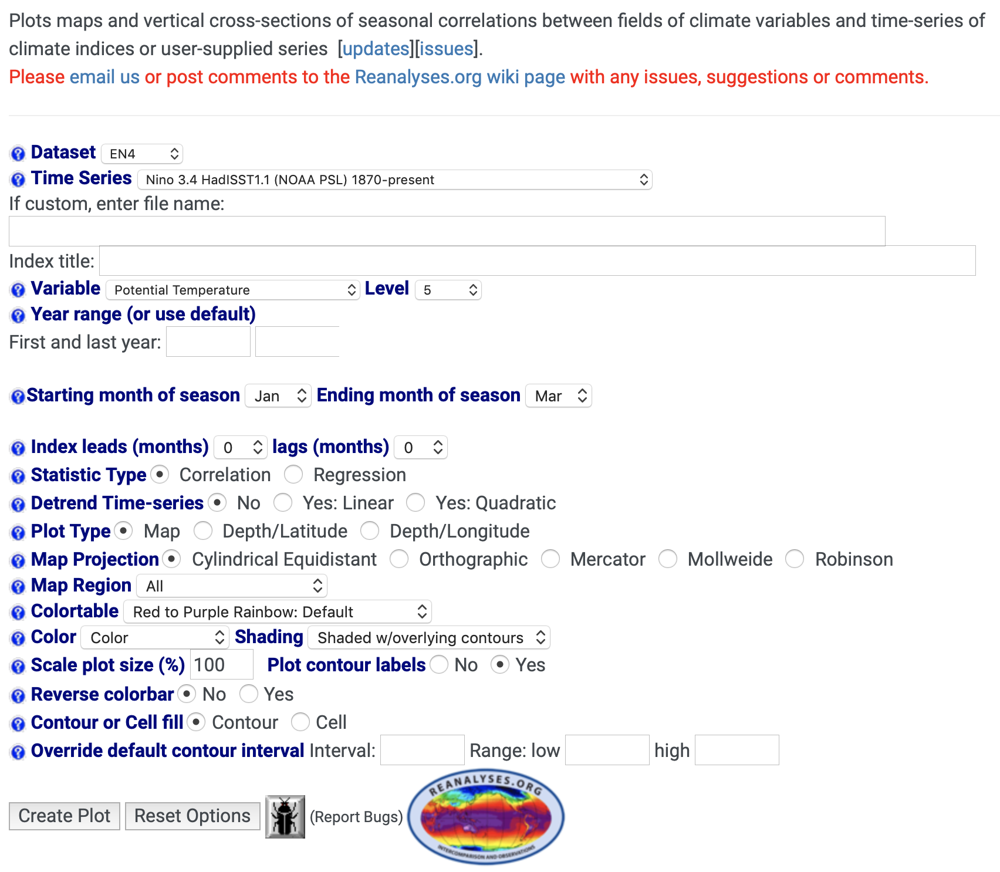 Plots maps and vertical cross-sections of seasonal correlations between fields of climate variables and time-series of
climate indices or user-supplied series [updates][issues].
Please email us or post comments to the Reanalyses.org wiki page with any issues, suggestions or comments.
Dataset EN4
Time Series Nino 3.4 HadISST1.1 (NOAA PSL) 1870-present
If custom, enter file name:
Index title:
Variable Potential Temperature Level 5
Year range (or use default)
First and last year:
Starting month of season Jan Ending month of season Mar
Index leads (months) 0 lags (months) 0
Statistic Type Correlation Regression
Detrend Time-series No Yes: Linear Yes: Quadratic
Plot Type Map Depth/Latitude Depth/Longitude
Map Projection Cylindrical Equidistant Orthographic Mercator Mollweide Robinson
Map Region All
Colortable Red to Purple Rainbow: Default
Color Color Shading Shaded w/overlying contours
Scale plot size (%) 100 Plot contour labels No Yes
Reverse colorbar No Yes
Contour or Cell fill Contour Cell
Override default contour interval Interval: Range: low high
Create Plot Reset Options (Report Bugs)
REANALYSES.ORG
INTERCOMPARISON AND OBSERVATIONS